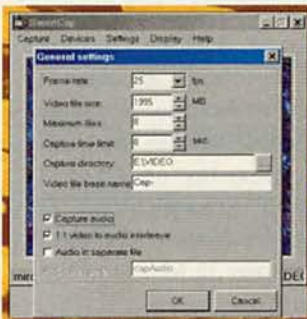 Capture Devices Settings Display Help
General settings
Frame rate: 25 fps
Video file size: 1995 MB
Maximum files:
Capture time limit: 0 sec
Capture directory: E:\VIDEO
Video file base name: Cap-
Capture audio
1:1 video to audio interleave
Audio in separate file
capAudio
OK Cancel